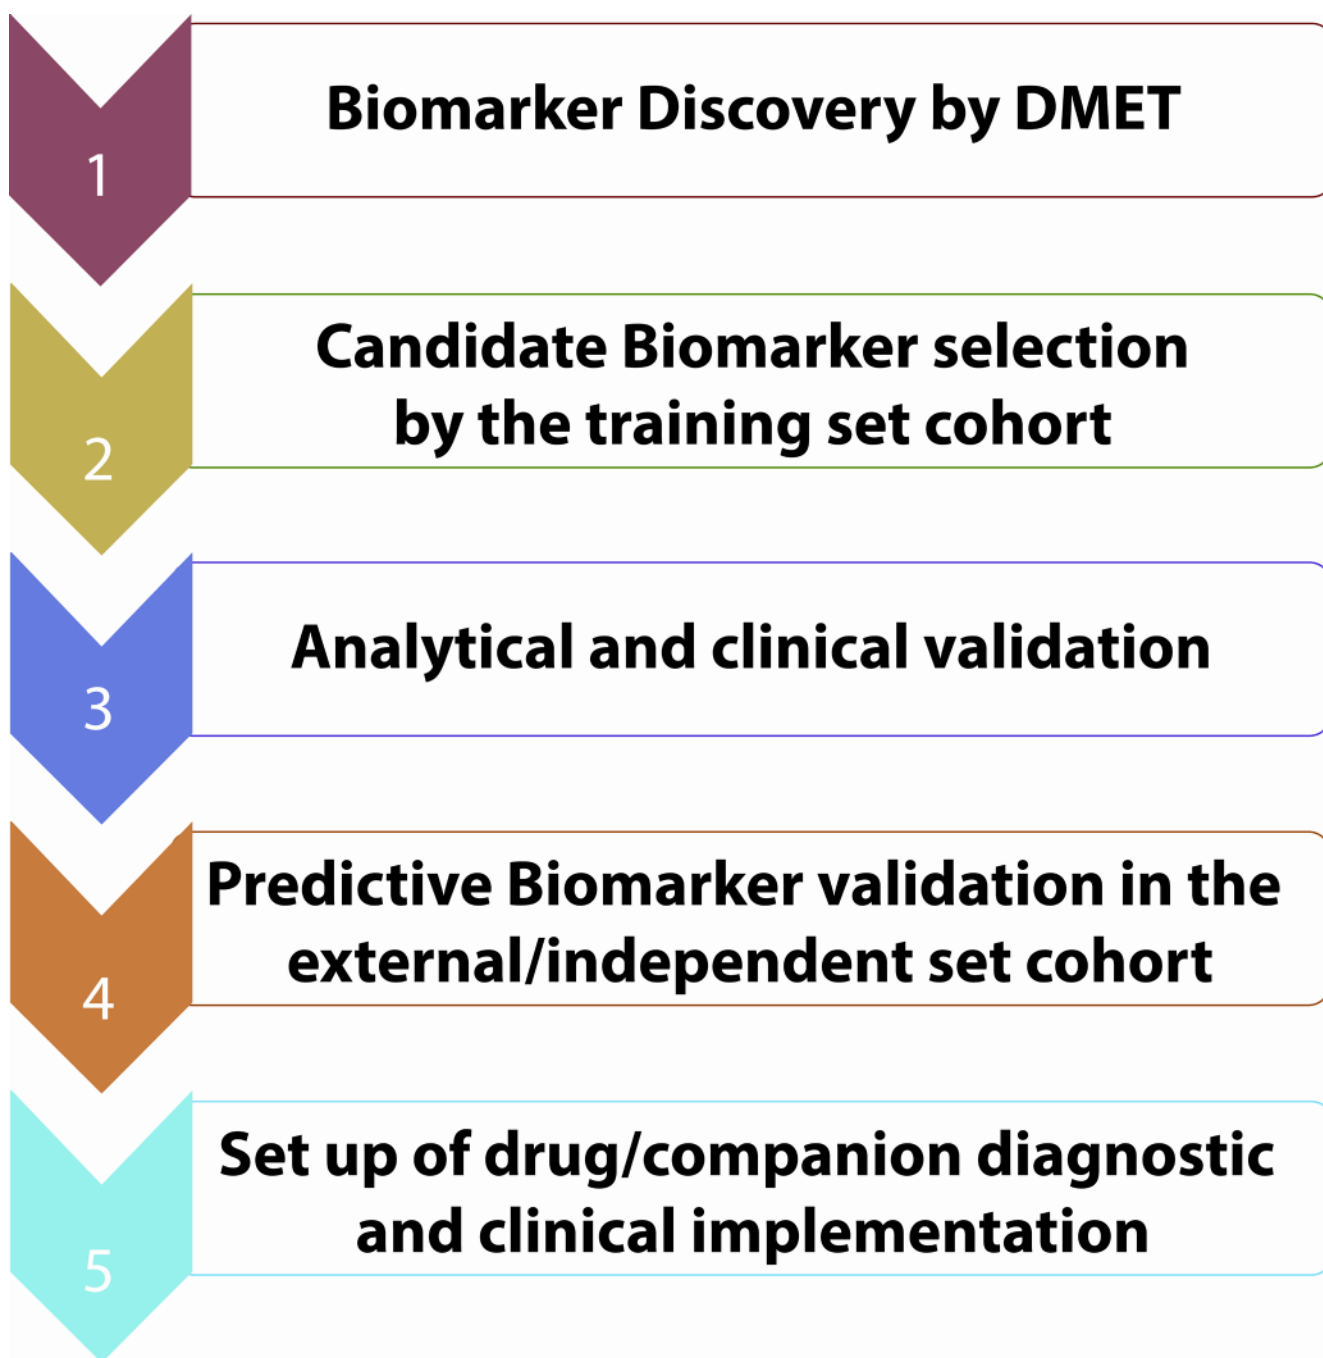 Biomarker Discovery by DMET
1
Candidate Biomarker selection
by the training set cohort
2
Analytical and clinical validation
3
Predictive Biomarker validation in the
external/independent set cohort
4
Set up of drug/companion diagnostic
and clinical implementation
5